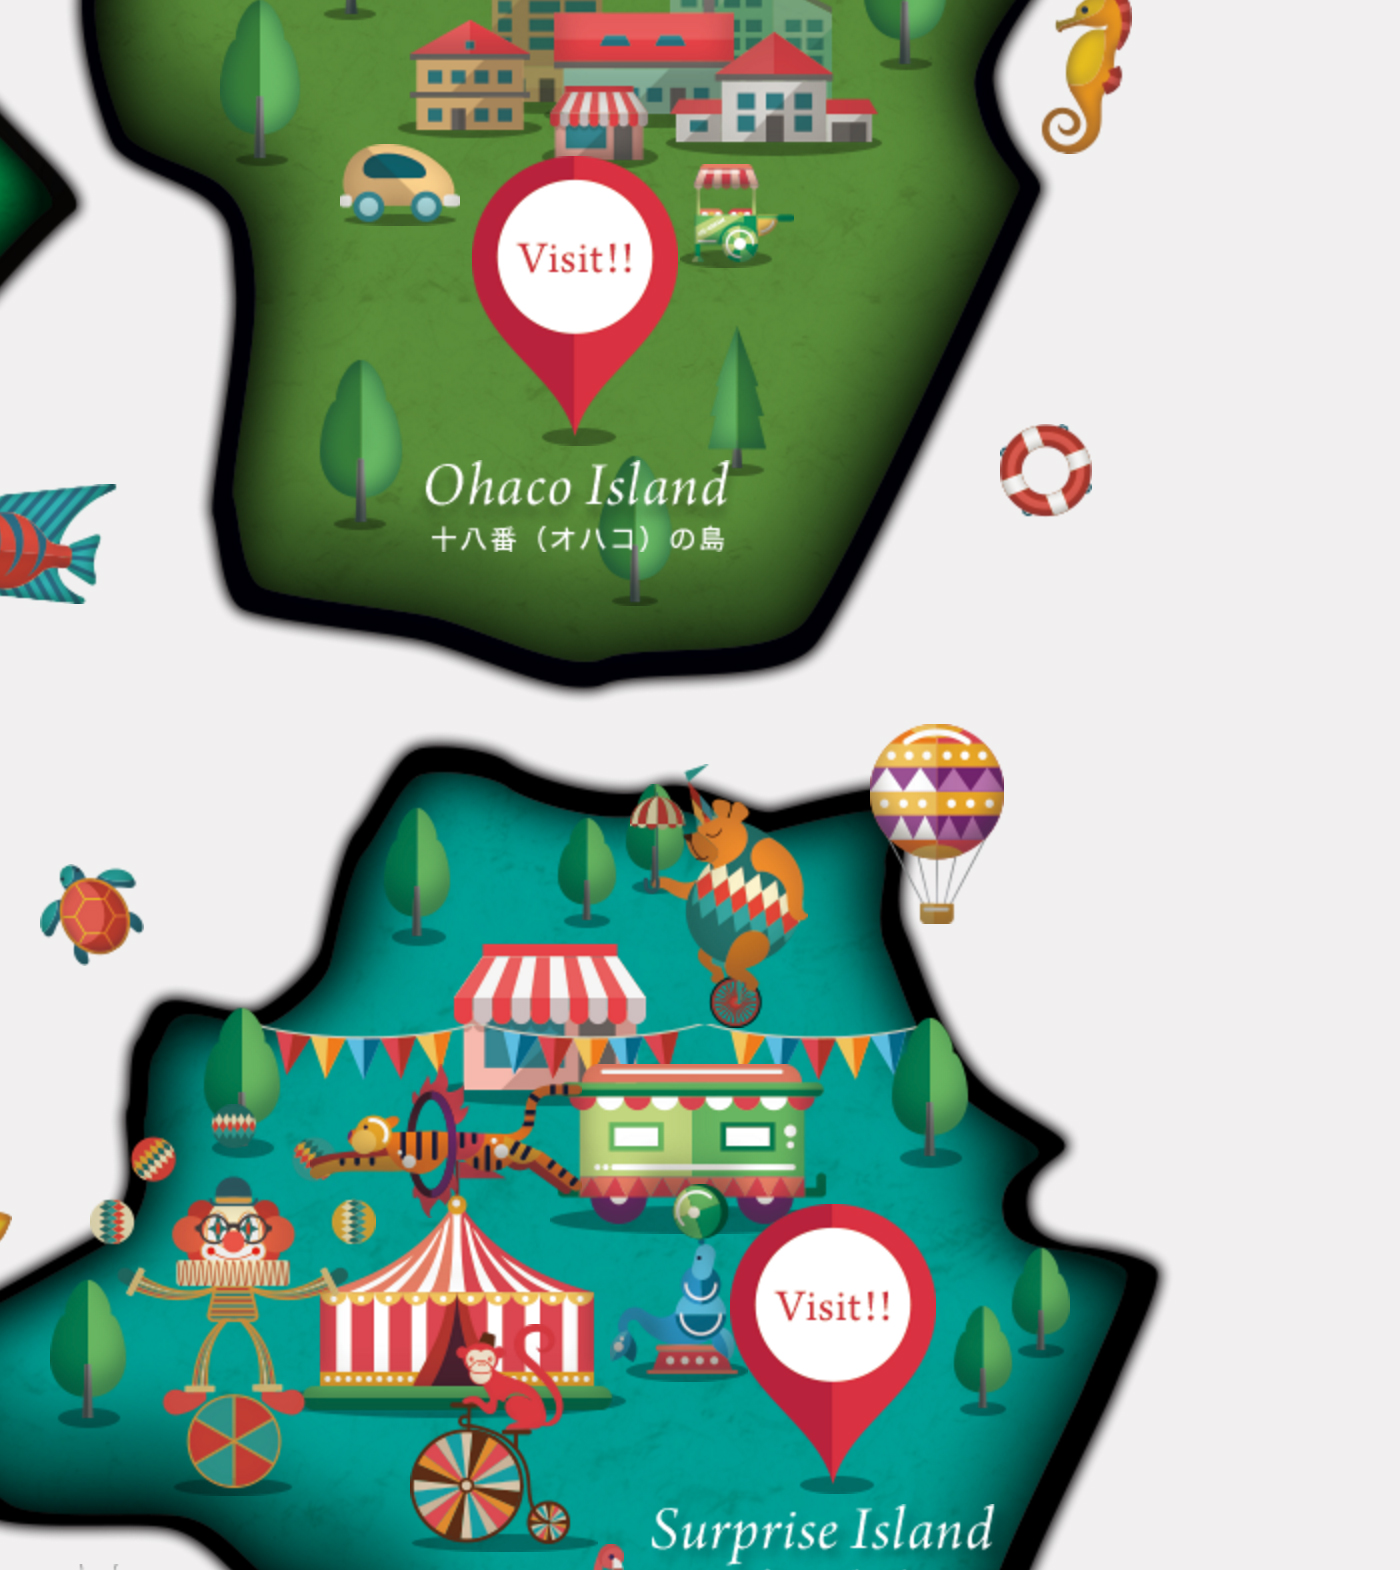 Visit!!
Ohaco Island
十八番（オハコ）の島
Visit!!
Surprise Island